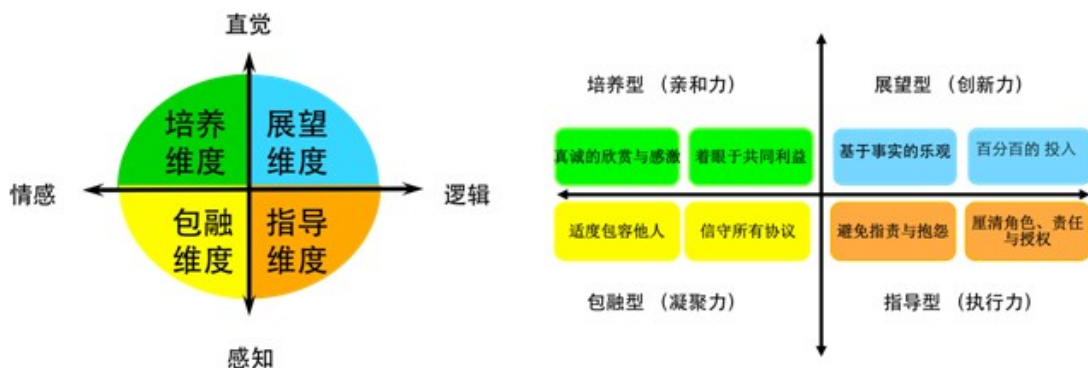 直觉
培养
维度
展望
维度
情感
逻辑
包融
维度
指导
维度
感知
培养型 （亲和力）
展望型 （创新力）
真诚的欣赏与感激
着眼于共同利益
基于事实的乐观
百分百的 投入
适度包容他人
信守所有协议
避免指责与抱怨
厘清角色、责任
与授权
包融型 （凝聚力）
指导型 （执行力）